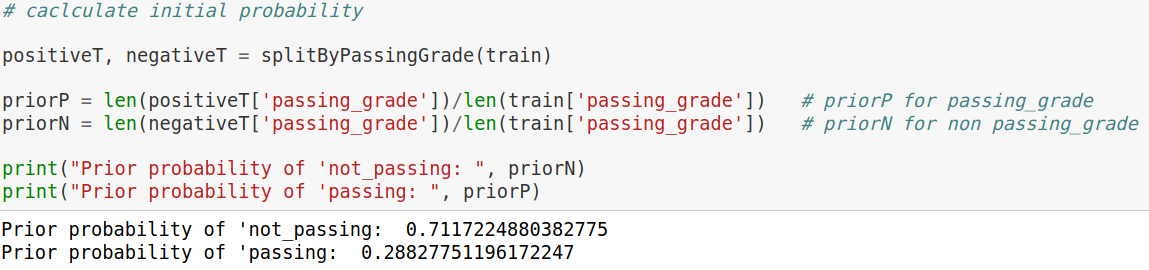 # caclculate initial probability
positiveT, negativeT = splitByPassingGrade(train)
priorP = len(positiveT['passing_grade'])/len(train['passing_grade'])   # priorP for passing_grade
priorN = len(negativeT['passing_grade'])/len(train['passing_grade'])   # priorN for non passing_grade
print("Prior probability of 'not_passing: ", priorN)
print("Prior probability of 'passing: ", priorP)
Prior probability of 'not_passing:  0.7117224880382775
Prior probability of 'passing:  0.28827751196172247